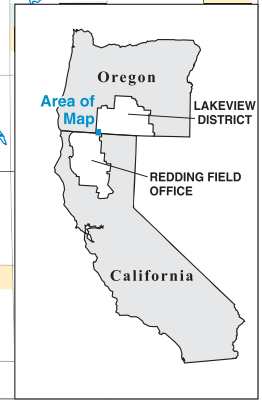 Oregon
Area of
Map
LAKEVIEW
DISTRICT
REDDING FIELD
OFFICE
California